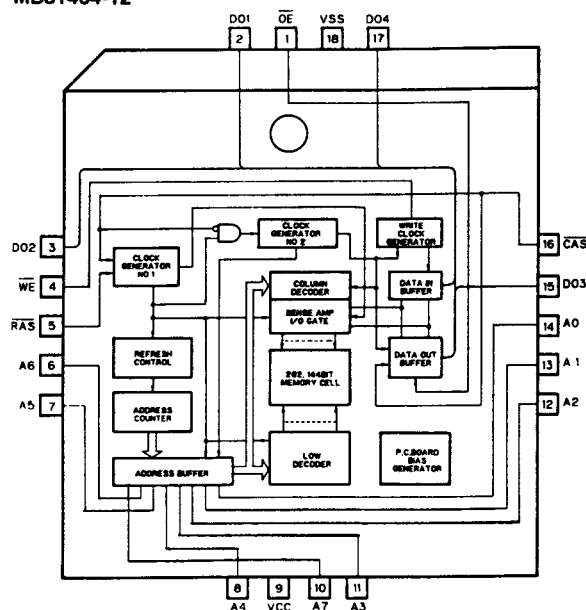 MB81464-12
DO1 OE VSS DO4
2 1 18 17
DO2 3
WE 4
RAS 5
A6 6
A5 7
16 CAS
15 DO3
14 A0
13 A1
12 A2
CLOCK
GENERATOR
NO 1
CLOCK
GENERATOR
NO 2
WRITE
CLOCK
GENERATOR
COLUMN
DECODER
DATA IN
BUFFER
SENSE AMP
I/O GATE
REFRESH
CONTROL
DATA OUT
BUFFER
262, 144BIT
MEMORY CELL
ADDRESS
COUNTER
ADDRESS BUFFER
LOW
DECODER
P.C.BOARD
BIAS
GENERATOR
8 9 10 11
A4 VCC A7 A3